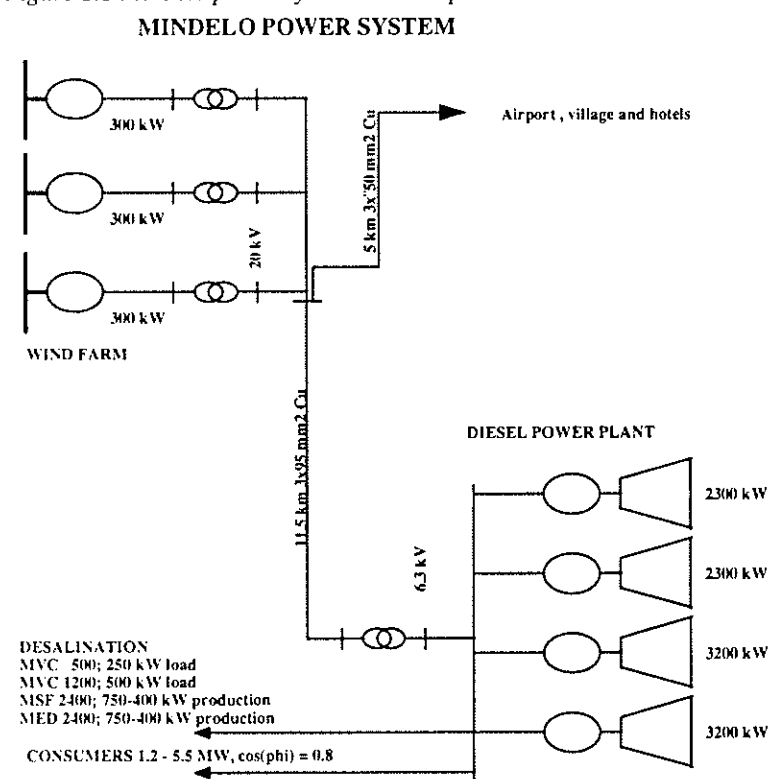 MINDELO POWER SYSTEM
300 kW
Airport , village and hotels
300 kW
5 km 3x"50 mm2 Cu
20 kV
300 kW
WIND FARM
11.5 km 3x95 mm2 Cu
DIESEL POWER PLANT
2300 kW
6.3 kV
2300 kW
DESALINATION
MVC 500; 250 kW load
MVC 1200; 500 kW load
MSF 2400; 750-400 kW production
MED 2400; 750-400 kW production
3200 kW
3200 kW
CONSUMERS 1.2 - 5.5 MW, cos(phi) = 0.8